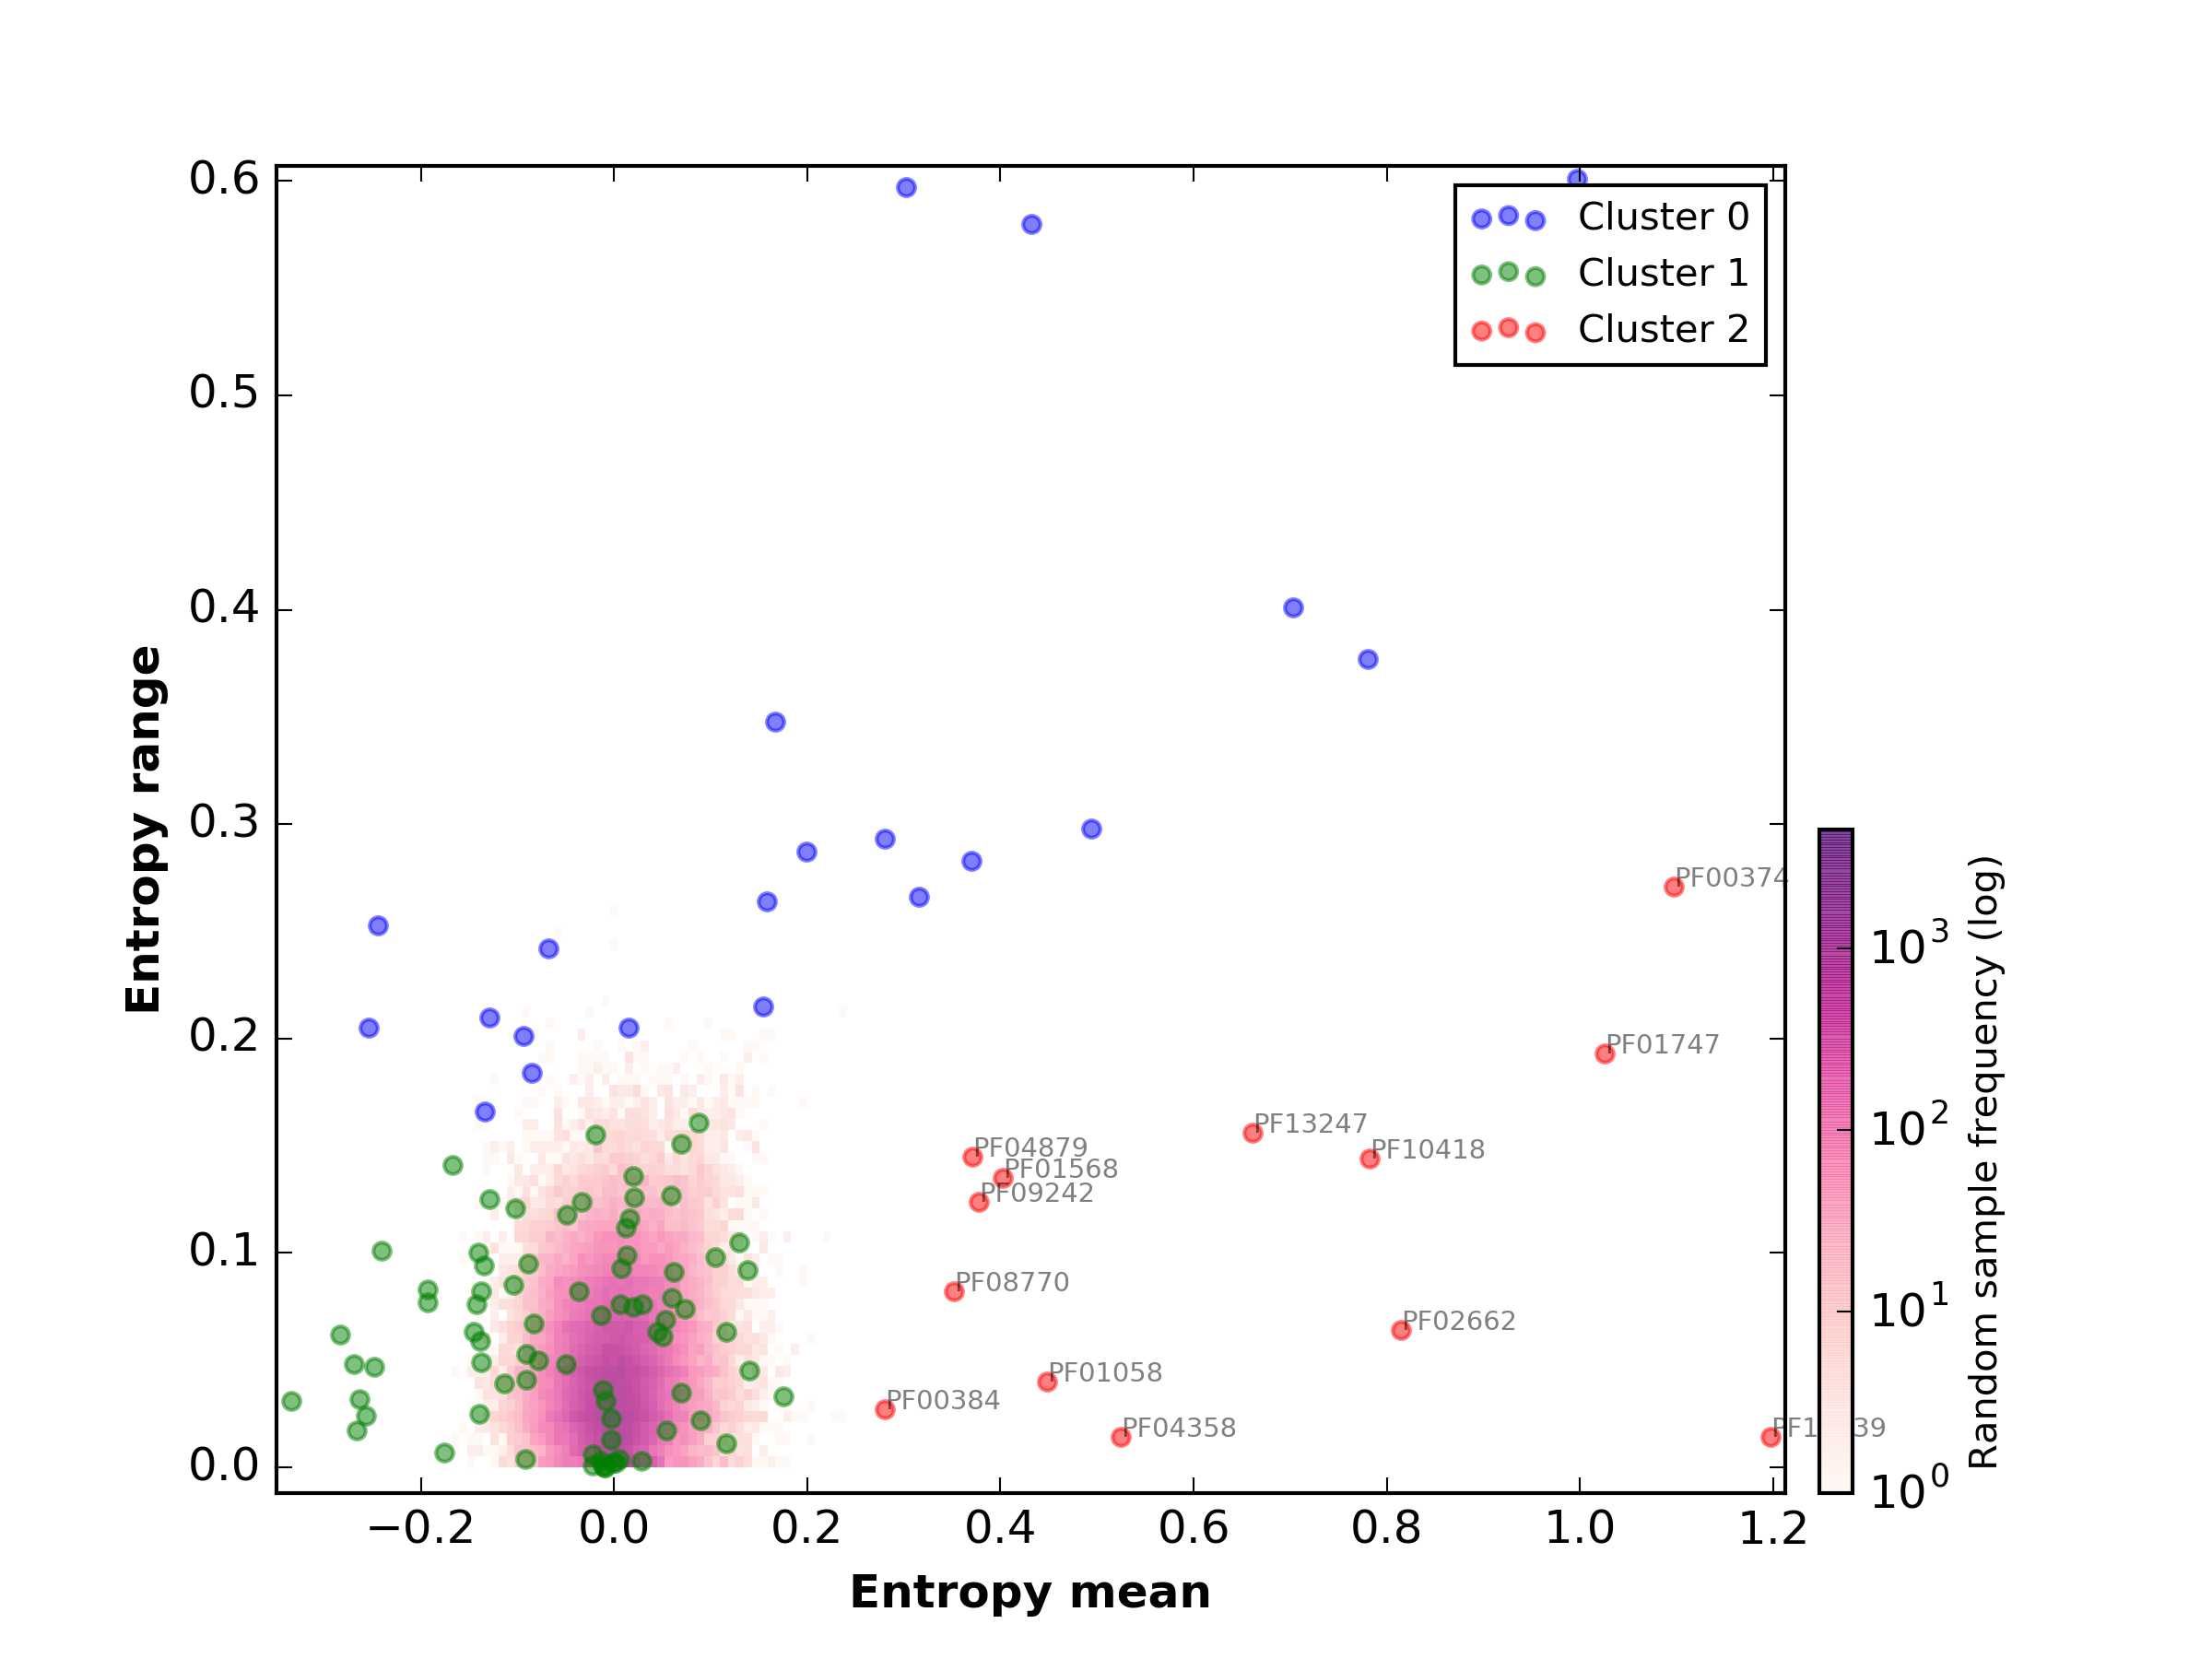 0.6
0.5
0.4
0.3
0.2
0.1
0.0
Entropy range
−0.2 0.0 0.2 0.4 0.6 0.8 1.0 1.2
Entropy mean
Cluster 0
Cluster 1
Cluster 2
PF00374
PF01747
PF13247
PF10418
PF04879
PF01568
PF09242
PF08770
PF02662
PF01058
PF00384
PF04358
10³
10²
10¹
10⁰
Random sample frequency (log)